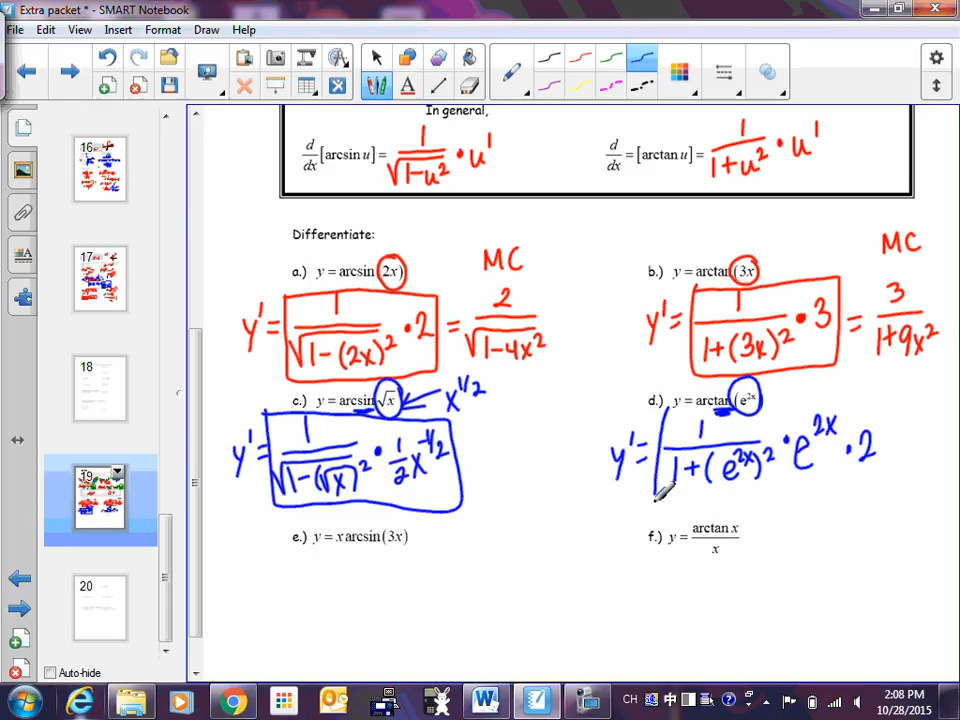 Extra packet * - SMART Notebook
File Edit View Insert Format Draw Help
In general,
d/dx [arcsin u] = 1/√(1-u²) • u'
d/dx = [arctan u] = 1/(1+u²) • u'
Differentiate:
MC
MC
a.) y = arcsin(2x)
b.) y = arctan(3x)
y' = 1/√(1-(2x)²) • 2 = 2/√(1-4x²)
y' = 1/(1+(3x)²) • 3 = 3/(1+9x²)
c.) y = arcsin √x x^1/2
d.) y = arctan(e^2x
y' = 1/√(1-(√x)²) • 1/2 x^-1/2
y' = 1/(1+(e^2x)²) • e^2x • 2
e.) y = x arcsin(3x)
f.) y = arctan x / x
16
17
18
19
20
Auto-hide
CH 中
2:08 PM
10/28/2015